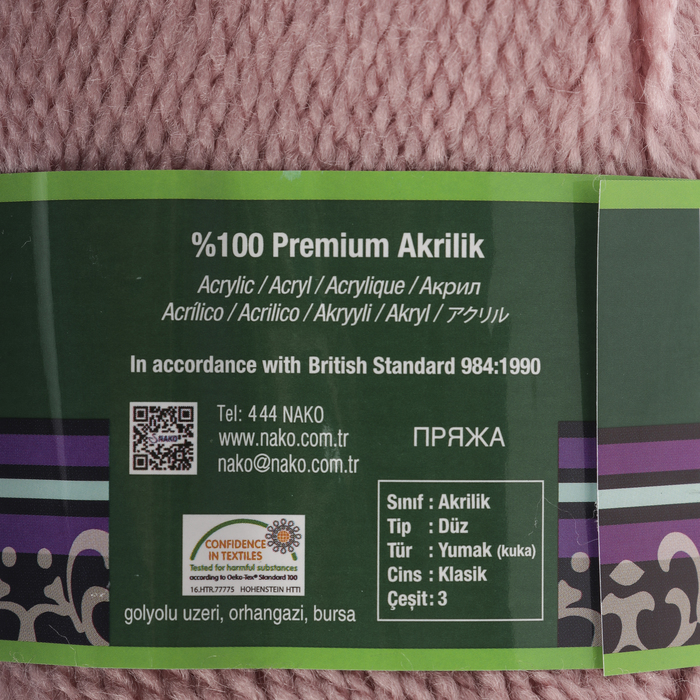 %100 Premium Akrilik
Acrylic / Acryl / Acrylique / Акрил
Acrílico / Acrilico / Akryyli / Akryl / アクリル
In accordance with British Standard 984:1990
NAKO
Tel: 444 NAKO
www.nako.com.tr
nako@nako.com.tr
ПРЯЖА
CONFIDENCE
IN TEXTILES
Tested for harmful substances
according to Oeko-Tex® Standard 100
16.HTR.77775 HOHENSTEIN HTTI
golyolu uzeri, orhangazi, bursa
Sınıf : Akrilik
Tip : Düz
Tür : Yumak (kuka)
Cins : Klasik
Çeşit: 3